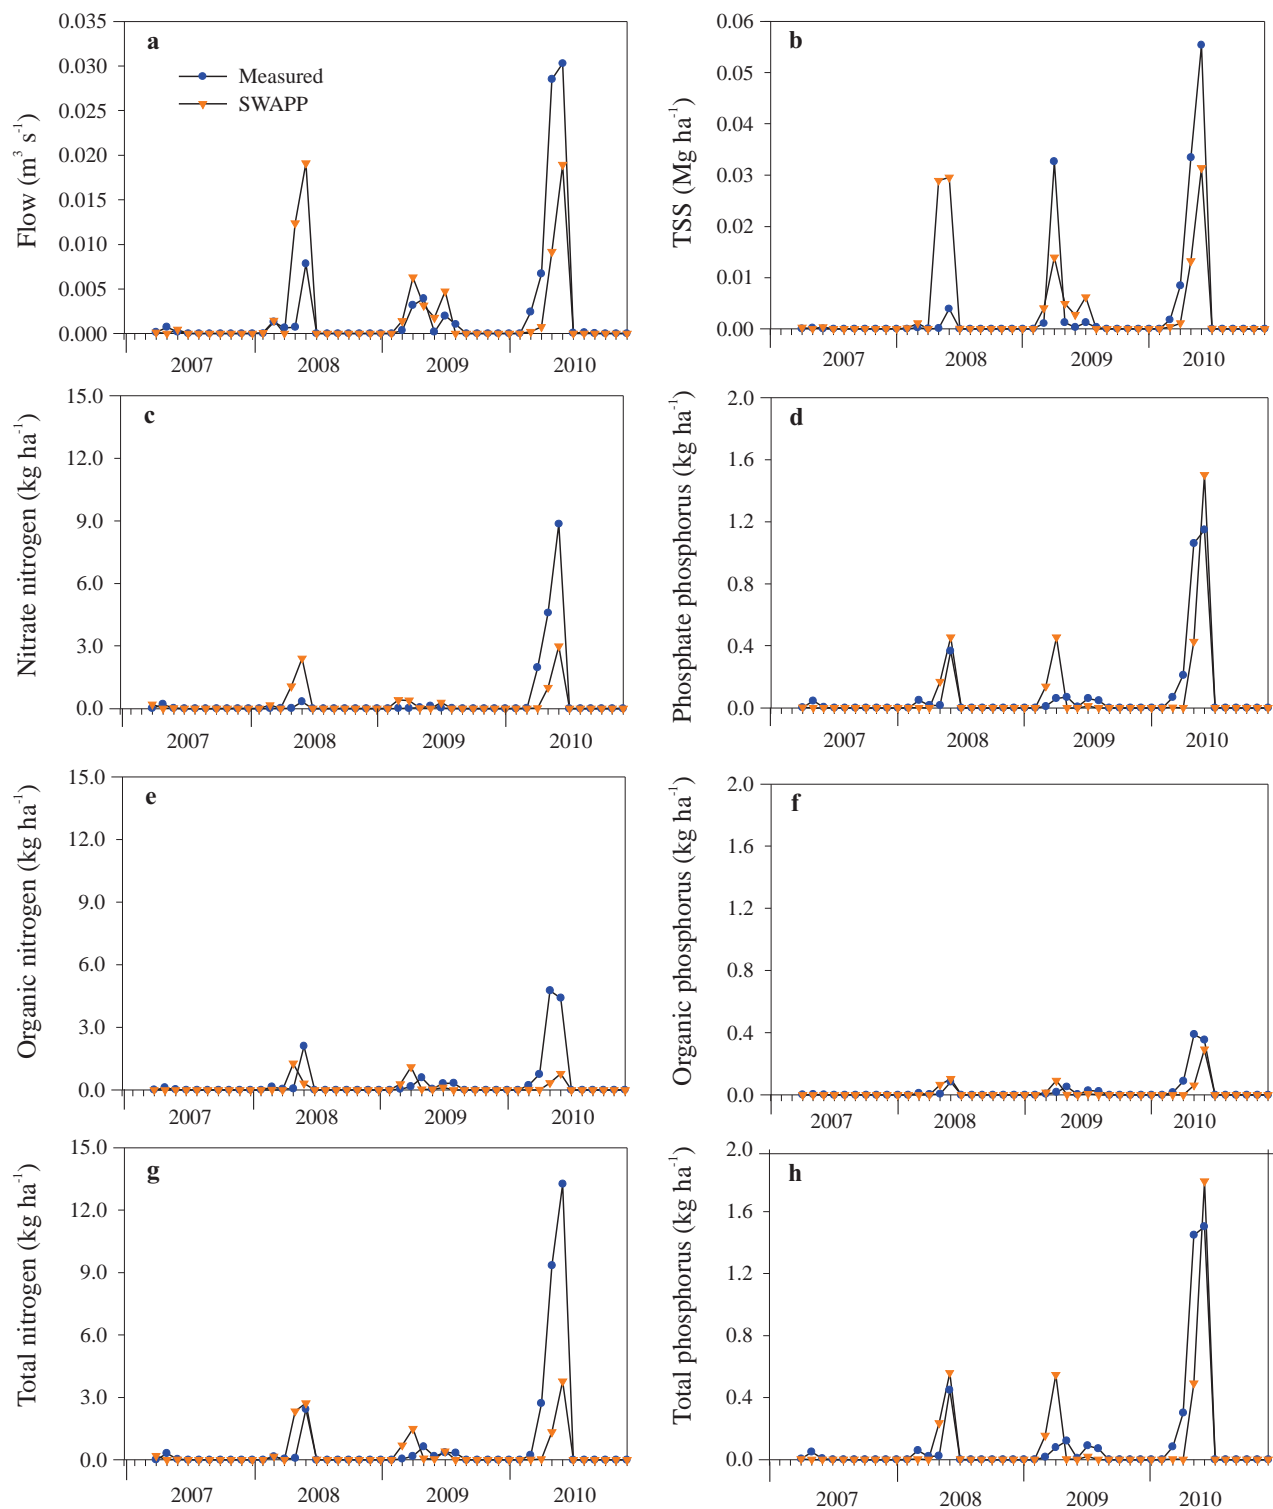 a
Measured
SWAPP
Flow (m³ s⁻¹)
0.035
0.030
0.025
0.020
0.015
0.010
0.005
0.000
2007 2008 2009 2010
b
TSS (Mg ha⁻¹)
0.06
0.05
0.04
0.03
0.02
0.01
0.00
2007 2008 2009 2010
c
Nitrate nitrogen (kg ha⁻¹)
15.0
12.0
9.0
6.0
3.0
0.0
2007 2008 2009 2010
d
Phosphate phosphorus (kg ha⁻¹)
2.0
1.6
1.2
0.8
0.4
0.0
2007 2008 2009 2010
e
Organic nitrogen (kg ha⁻¹)
15.0
12.0
9.0
6.0
3.0
0.0
2007 2008 2009 2010
f
Organic phosphorus (kg ha⁻¹)
2.0
1.6
1.2
0.8
0.4
0.0
2007 2008 2009 2010
g
Total nitrogen (kg ha⁻¹)
15.0
12.0
9.0
6.0
3.0
0.0
2007 2008 2009 2010
h
Total phosphorus (kg ha⁻¹)
2.0
1.6
1.2
0.8
0.4
0.0
2007 2008 2009 2010